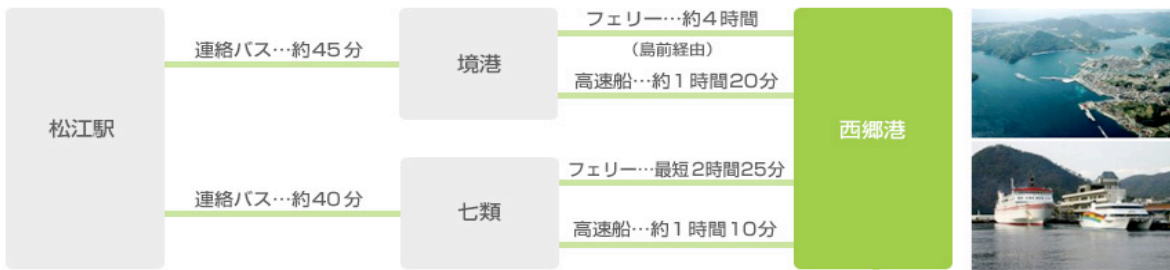 松江駅
連絡バス…約45分
境港
フェリー…約4時間
（島前経由）
高速船…約1時間20分
連絡バス…約40分
七類
フェリー…最短2時間25分
高速船…約1時間10分
西郷港